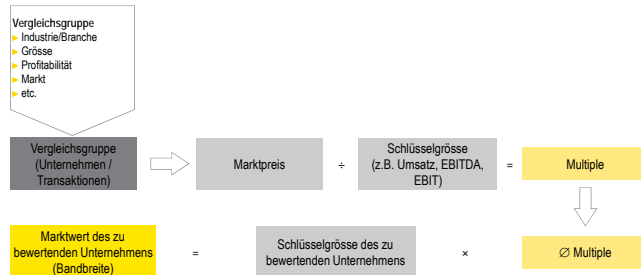 Vergleichsgruppe
► Industrie/Branche
► Grösse
► Profitabilität
► Markt
► etc.
Vergleichsgruppe
(Unternehmen /
Transaktionen)
Marktpreis
÷
Schlüsselgrösse
(z.B. Umsatz, EBITDA,
EBIT)
=
Multiple
Marktwert des zu
bewertenden Unternehmens
(Bandbreite)
=
Schlüsselgrösse des zu
bewertenden Unternehmens
×
∅ Multiple